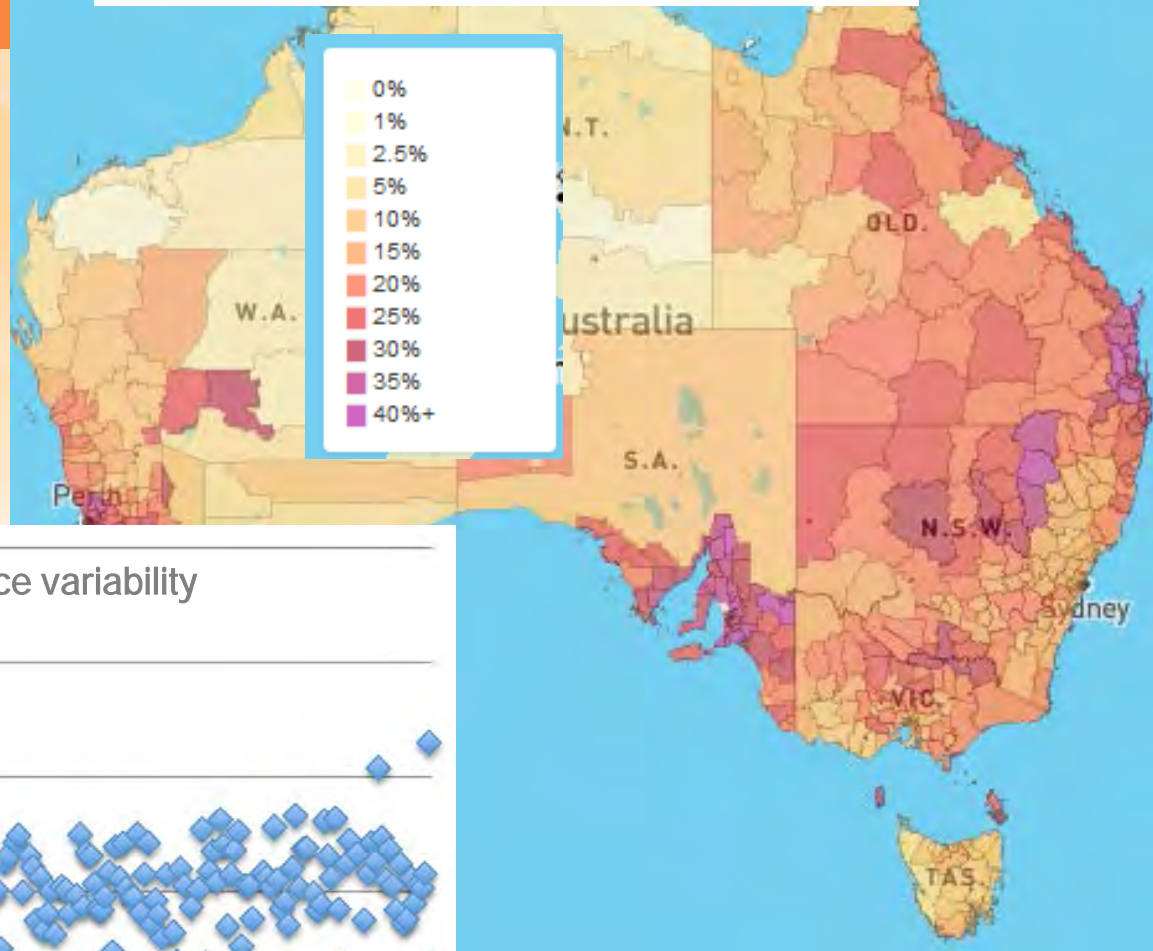 0%
1%
2.5%
5%
10%
15%
20%
25%
30%
35%
40%+
N.T.
QLD.
W.A.
ustralia
S.A.
Perth
N.S.W.
ce variability
Sydney
VIC.
TAS.